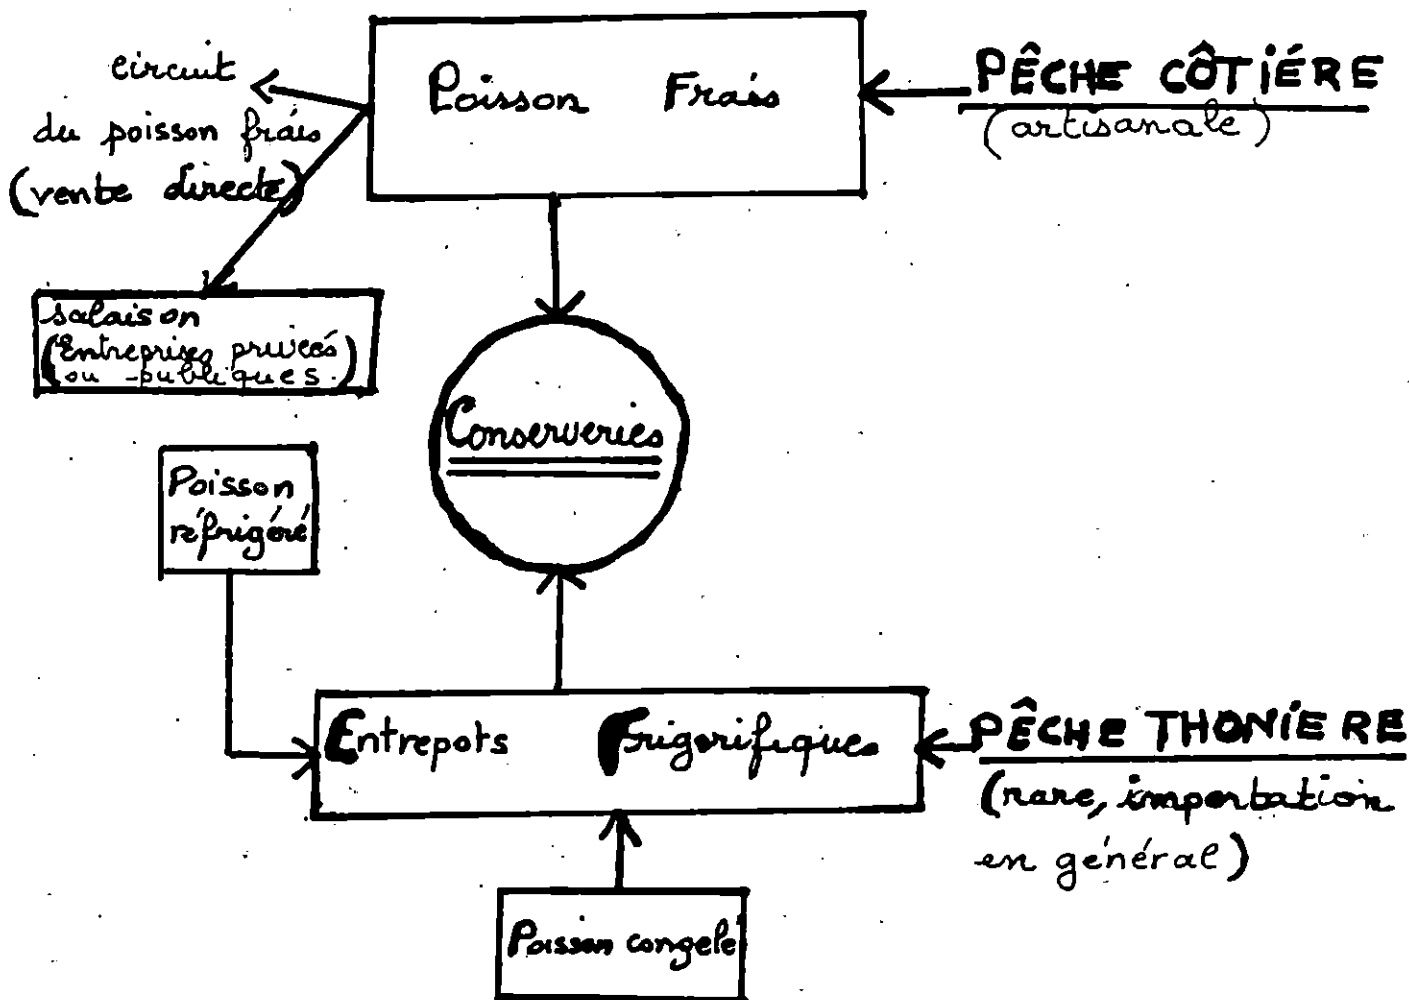 circuit
du poisson frais
(vente directe)
Poisson Frais
PÊCHE CÔTIÉRE
(artisanale)
salaison
(Entreprises privées
ou publiques)
Conserveries
Poisson
réfrigéré
Entrepots Frigorifiques
PÊCHE THONIERE
(rare, importation
en général)
Poisson congelé